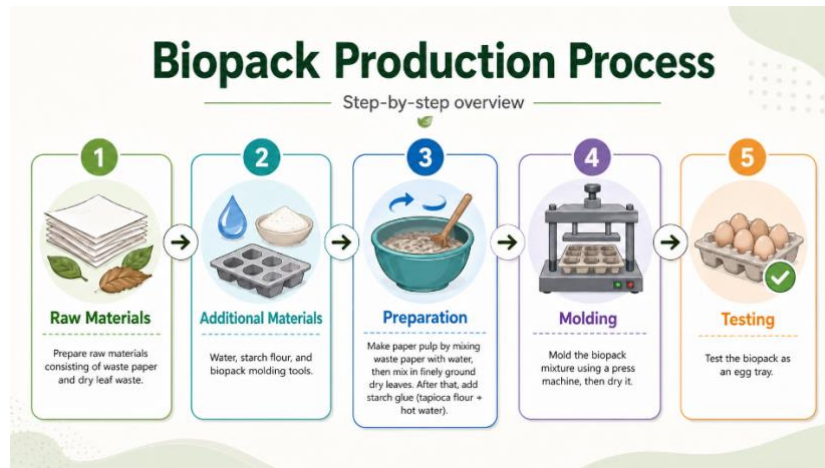 Biopack Production Process
Step-by-step overview
1
Raw Materials
Prepare raw materials
consisting of waste paper
and dry leaf waste.
2
Additional Materials
Water, starch flour, and
biopack molding tools.
3
Preparation
Make paper pulp by mixing
waste paper with water,
then mix in finely ground
dry leaves. After that, add
starch glue (tapioca flour +
hot water).
4
Molding
Mold the biopack
mixture using a press
machine, then dry it.
5
Testing
Test the biopack as
an egg tray.